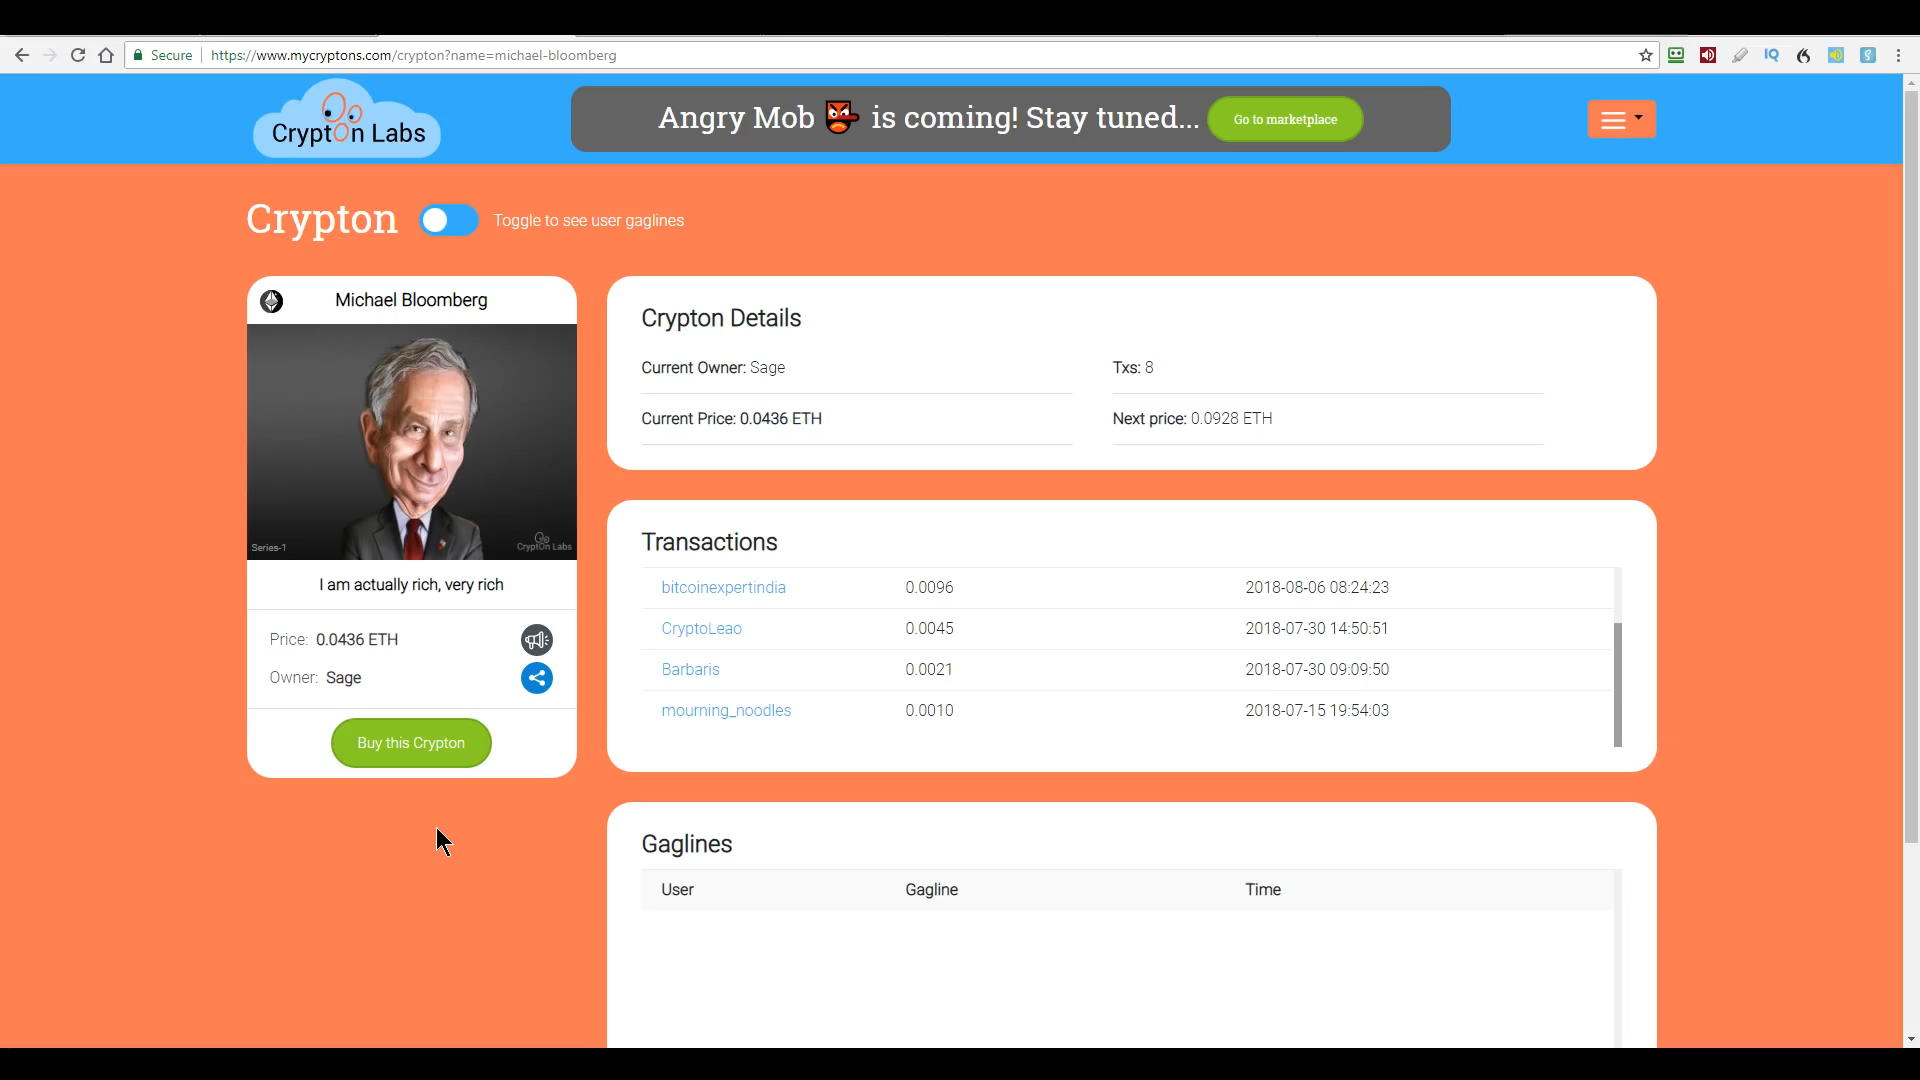 Secure https://www.mycryptons.com/crypton?name=michael-bloomberg
IQ
CryptOn Labs
Angry Mob is coming! Stay tuned...
Go to marketplace
Crypton
Toggle to see user gaglines
Michael Bloomberg
Series-1
CryptOn Labs
I am actually rich, very rich
Price: 0.0436 ETH
Owner: Sage
Buy this Crypton
Crypton Details
Current Owner: Sage
Txs: 8
Current Price: 0.0436 ETH
Next price: 0.0928 ETH
Transactions
bitcoinexpertindia 0.0096 2018-08-06 08:24:23
CryptoLeao 0.0045 2018-07-30 14:50:51
Barbaris 0.0021 2018-07-30 09:09:50
mourning_noodles 0.0010 2018-07-15 19:54:03
Gaglines
User Gagline Time